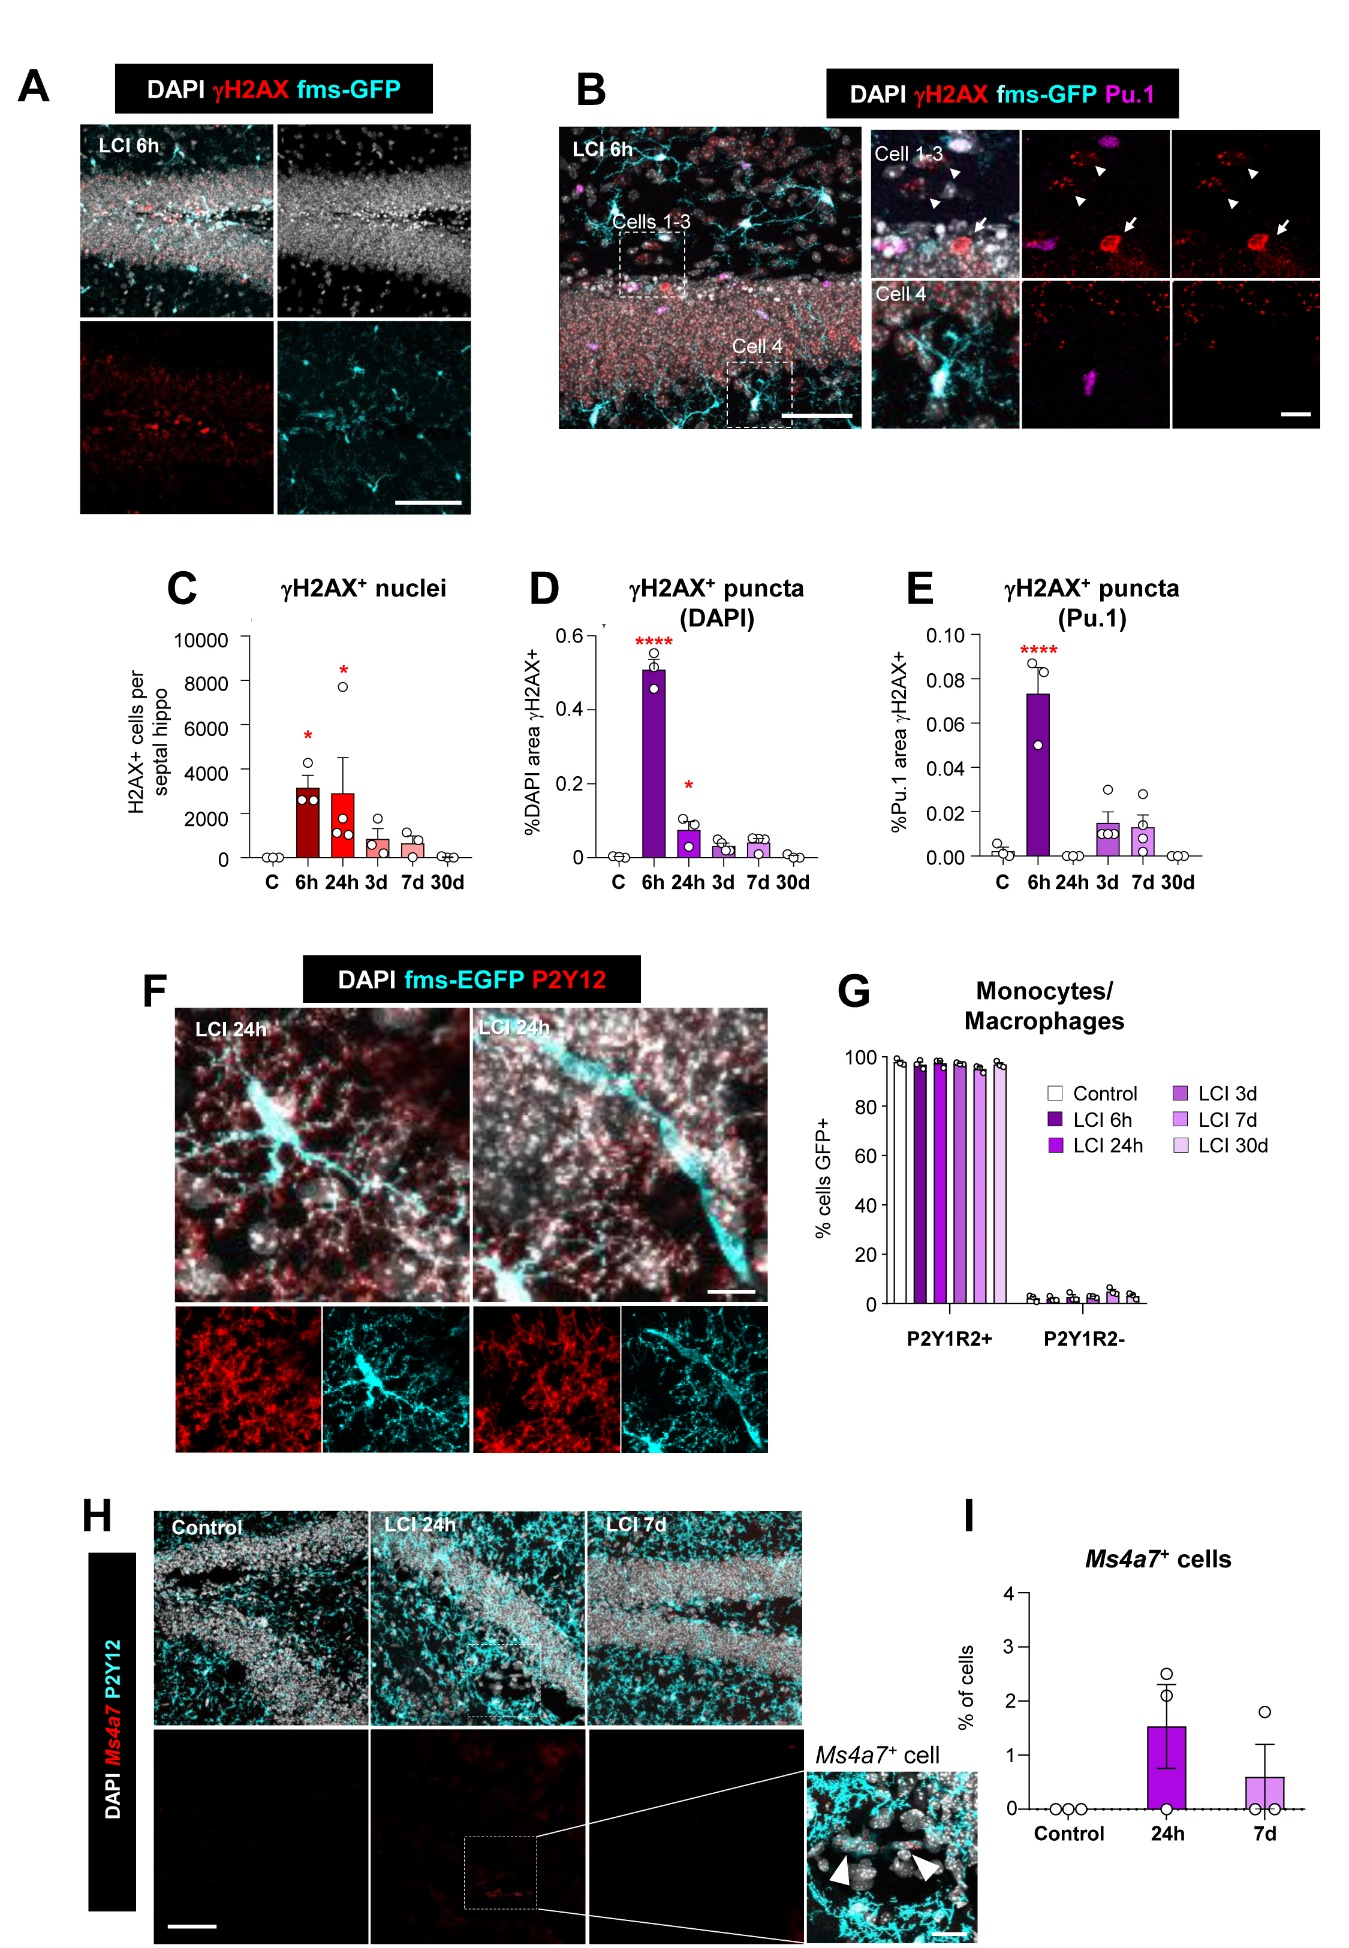 A
DAPI γH2AX fms-GFP
LCI 6h
B
DAPI γH2AX fms-GFP Pu.1
LCI 6h
Cells 1-3
Cell 4
Cell 1-3
Cell 4
C
γH2AX+ nuclei
H2AX+ cells per
septal hippo
10000
8000
6000
4000
2000
0
*
*
C 6h 24h 3d 7d 30d
D
γH2AX+ puncta
(DAPI)
%DAPI area γH2AX+
0.6
0.4
0.2
0
****
*
C 6h 24h 3d 7d 30d
E
γH2AX+ puncta
(Pu.1)
%Pu.1 area γH2AX+
0.10
0.08
0.06
0.04
0.02
0.00
****
C 6h 24h 3d 7d 30d
F
DAPI fms-EGFP P2Y12
LCI 24h
LCI 24h
G
Monocytes/
Macrophages
% cells GFP+
100
80
60
40
20
0
P2Y1R2+ P2Y1R2-
Control
LCI 6h
LCI 24h
LCI 3d
LCI 7d
LCI 30d
H
DAPI Ms4a7 P2Y12
Control
LCI 24h
LCI 7d
Ms4a7+ cell
I
Ms4a7+ cells
% of cells
4
3
2
1
0
Control 24h 7d